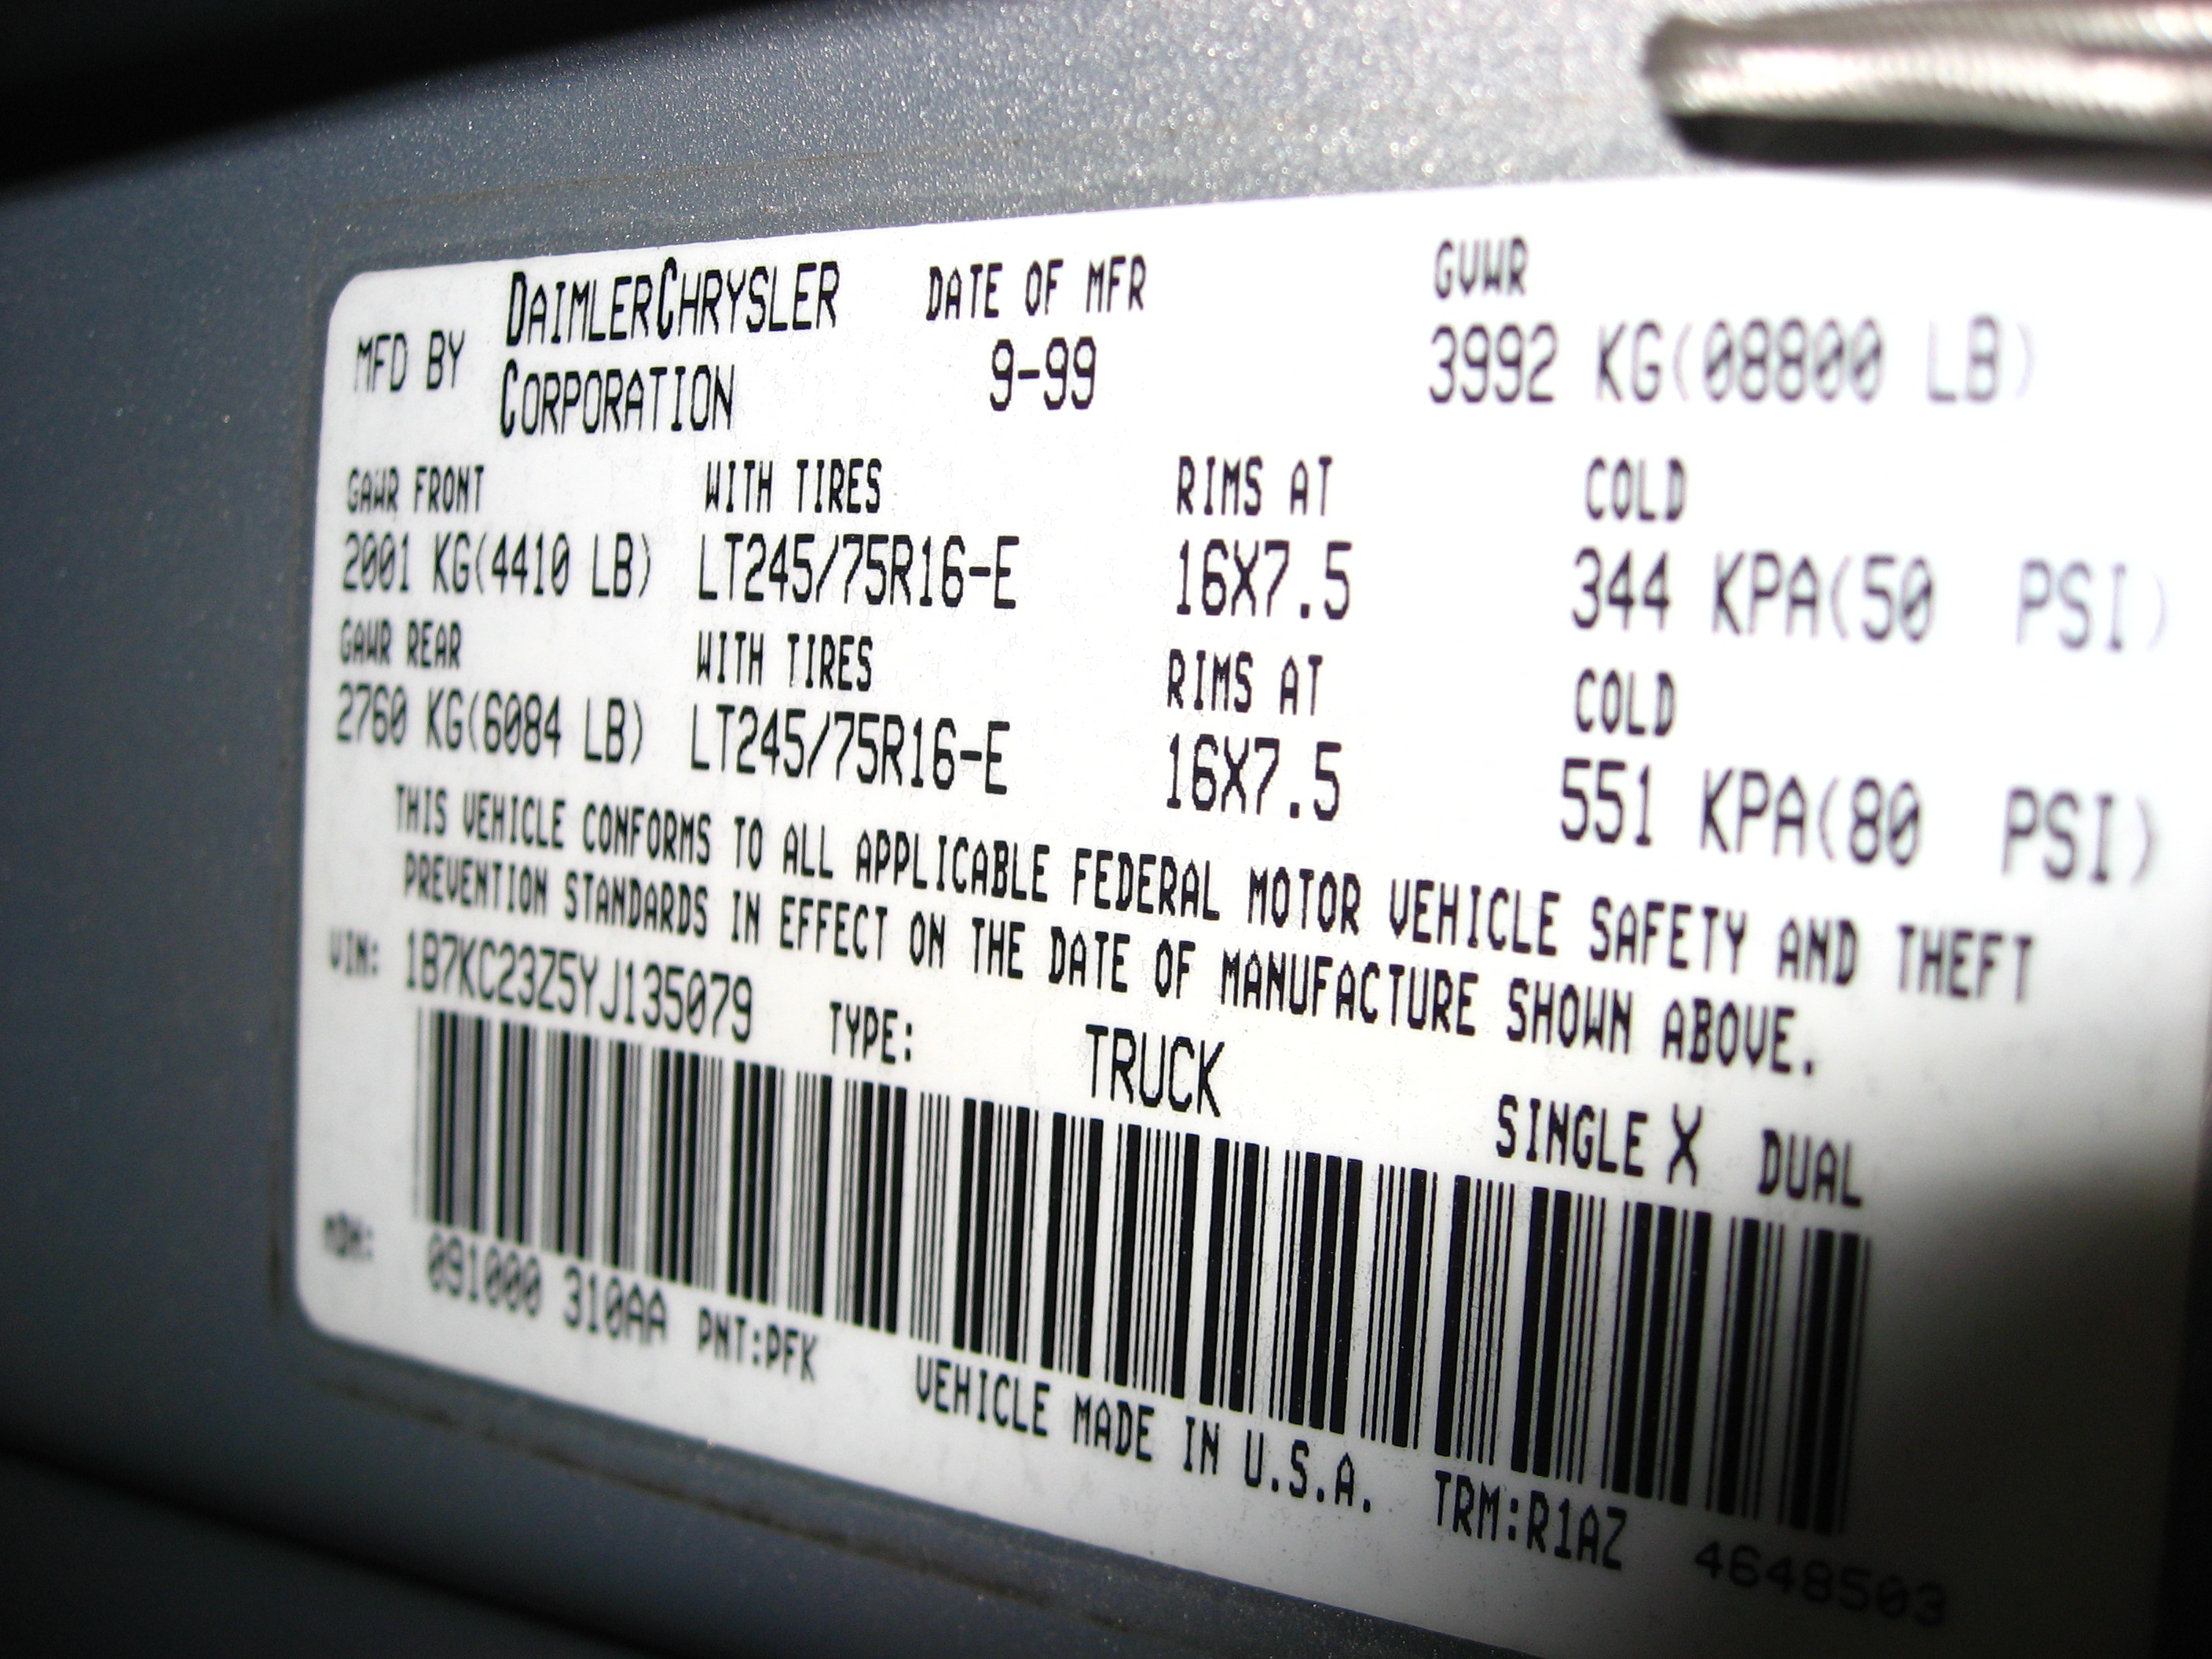 MFD BY DAIMLERCHRYSLER CORPORATION DATE OF MFR 9-99 GVWR 3992 KG(08800 LB)
GAWR FRONT WITH TIRES RIMS AT COLD
2001 KG(4410 LB) LT245/75R16-E 16X7.5 344 KPA(50 PSI)
GAWR REAR WITH TIRES RIMS AT COLD
2760 KG(6084 LB) LT245/75R16-E 16X7.5 551 KPA(80 PSI)
THIS VEHICLE CONFORMS TO ALL APPLICABLE FEDERAL MOTOR VEHICLE SAFETY AND THEFT
PREVENTION STANDARDS IN EFFECT ON THE DATE OF MANUFACTURE SHOWN ABOVE.
VIN: 1B7KC23Z5YJ135079 TYPE: TRUCK SINGLE X DUAL
MDH: 091000 310AA PNT:PFK VEHICLE MADE IN U.S.A. TRM:R1AZ 4648503